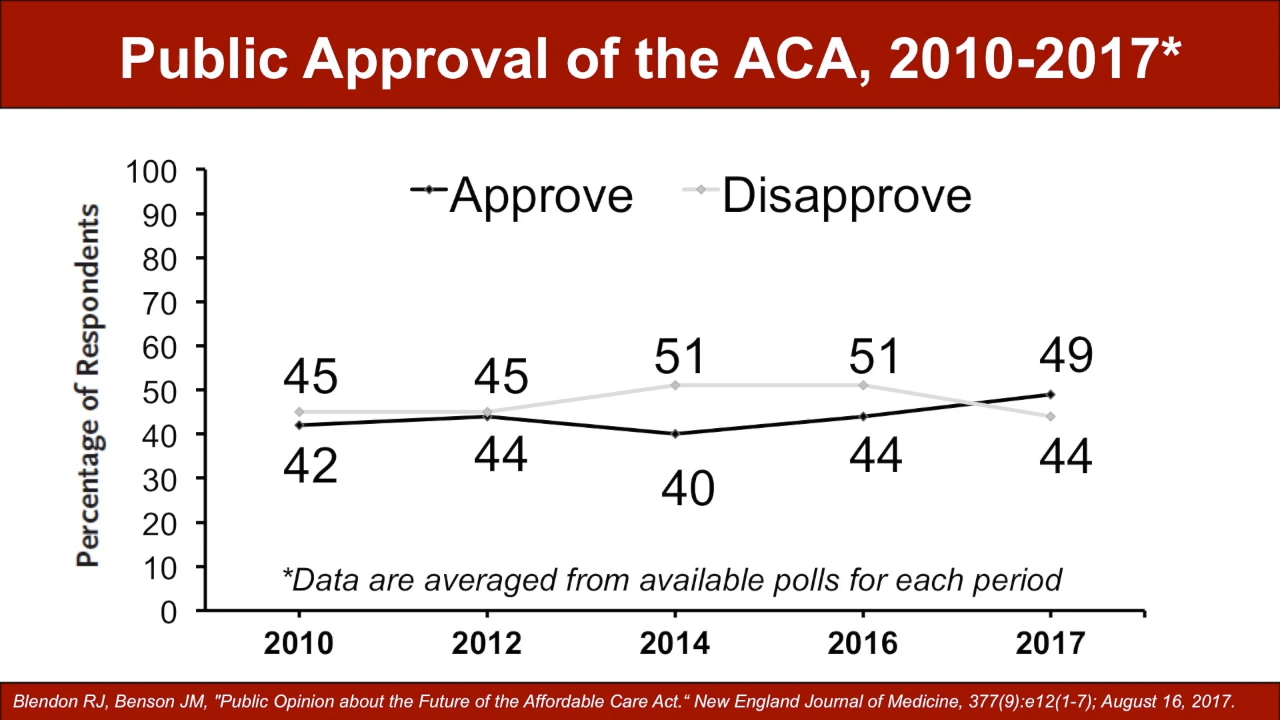 Public Approval of the ACA, 2010-2017*
Percentage of Respondents
100
90
80
70
60
50
40
30
20
10
0
Approve Disapprove
45 45 51 51 49
42 44 40 44 44
*Data are averaged from available polls for each period
2010 2012 2014 2016 2017
Blendon RJ, Benson JM, "Public Opinion about the Future of the Affordable Care Act.“ New England Journal of Medicine, 377(9):e12(1-7); August 16, 2017.